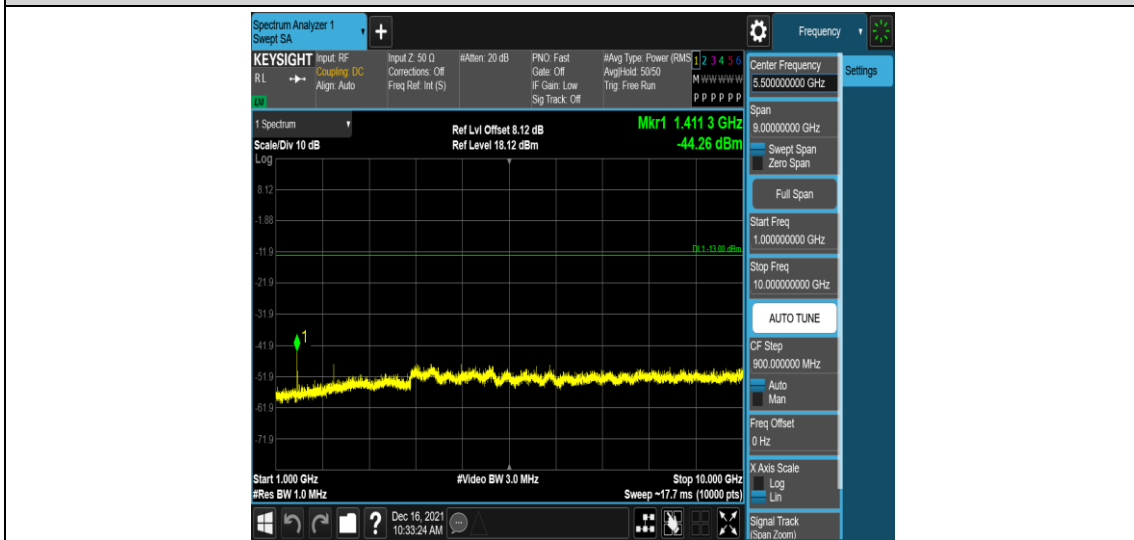 Spectrum Analyzer 1
Swept SA
+
Frequency
KEYSIGHT
RL
LXI
Input: RF
Coupling: DC
Align: Auto
Input Z: 50 Ω
Corrections: Off
Freq Ref: Int (S)
#Atten: 20 dB
PNO: Fast
Gate: Off
IF Gain: Low
Sig Track: Off
#Avg Type: Power (RMS
Avg|Hold: 50/50
Trig: Free Run
1 2 3 4 5 6
M W W W W W
P P P P P P
1 Spectrum
Scale/Div 10 dB
Ref Lvl Offset 8.12 dB
Ref Level 18.12 dBm
Mkr1 1.411 3 GHz
-44.26 dBm
Log
8.12
-1.88
-11.9
DL1 -13.00 dBm
-21.9
-31.9
1
-41.9
-51.9
-61.9
-71.9
Start 1.000 GHz
#Video BW 3.0 MHz
Stop 10.000 GHz
#Res BW 1.0 MHz
Sweep ~17.7 ms (10000 pts)
?
Dec 16, 2021
10:33:24 AM
Center Frequency
5.500000000 GHz
Settings
Span
9.00000000 GHz
Swept Span
Zero Span
Full Span
Start Freq
1.000000000 GHz
Stop Freq
10.000000000 GHz
AUTO TUNE
CF Step
900.000000 MHz
Auto
Man
Freq Offset
0 Hz
X Axis Scale
Log
Lin
Signal Track
(Span Zoom)